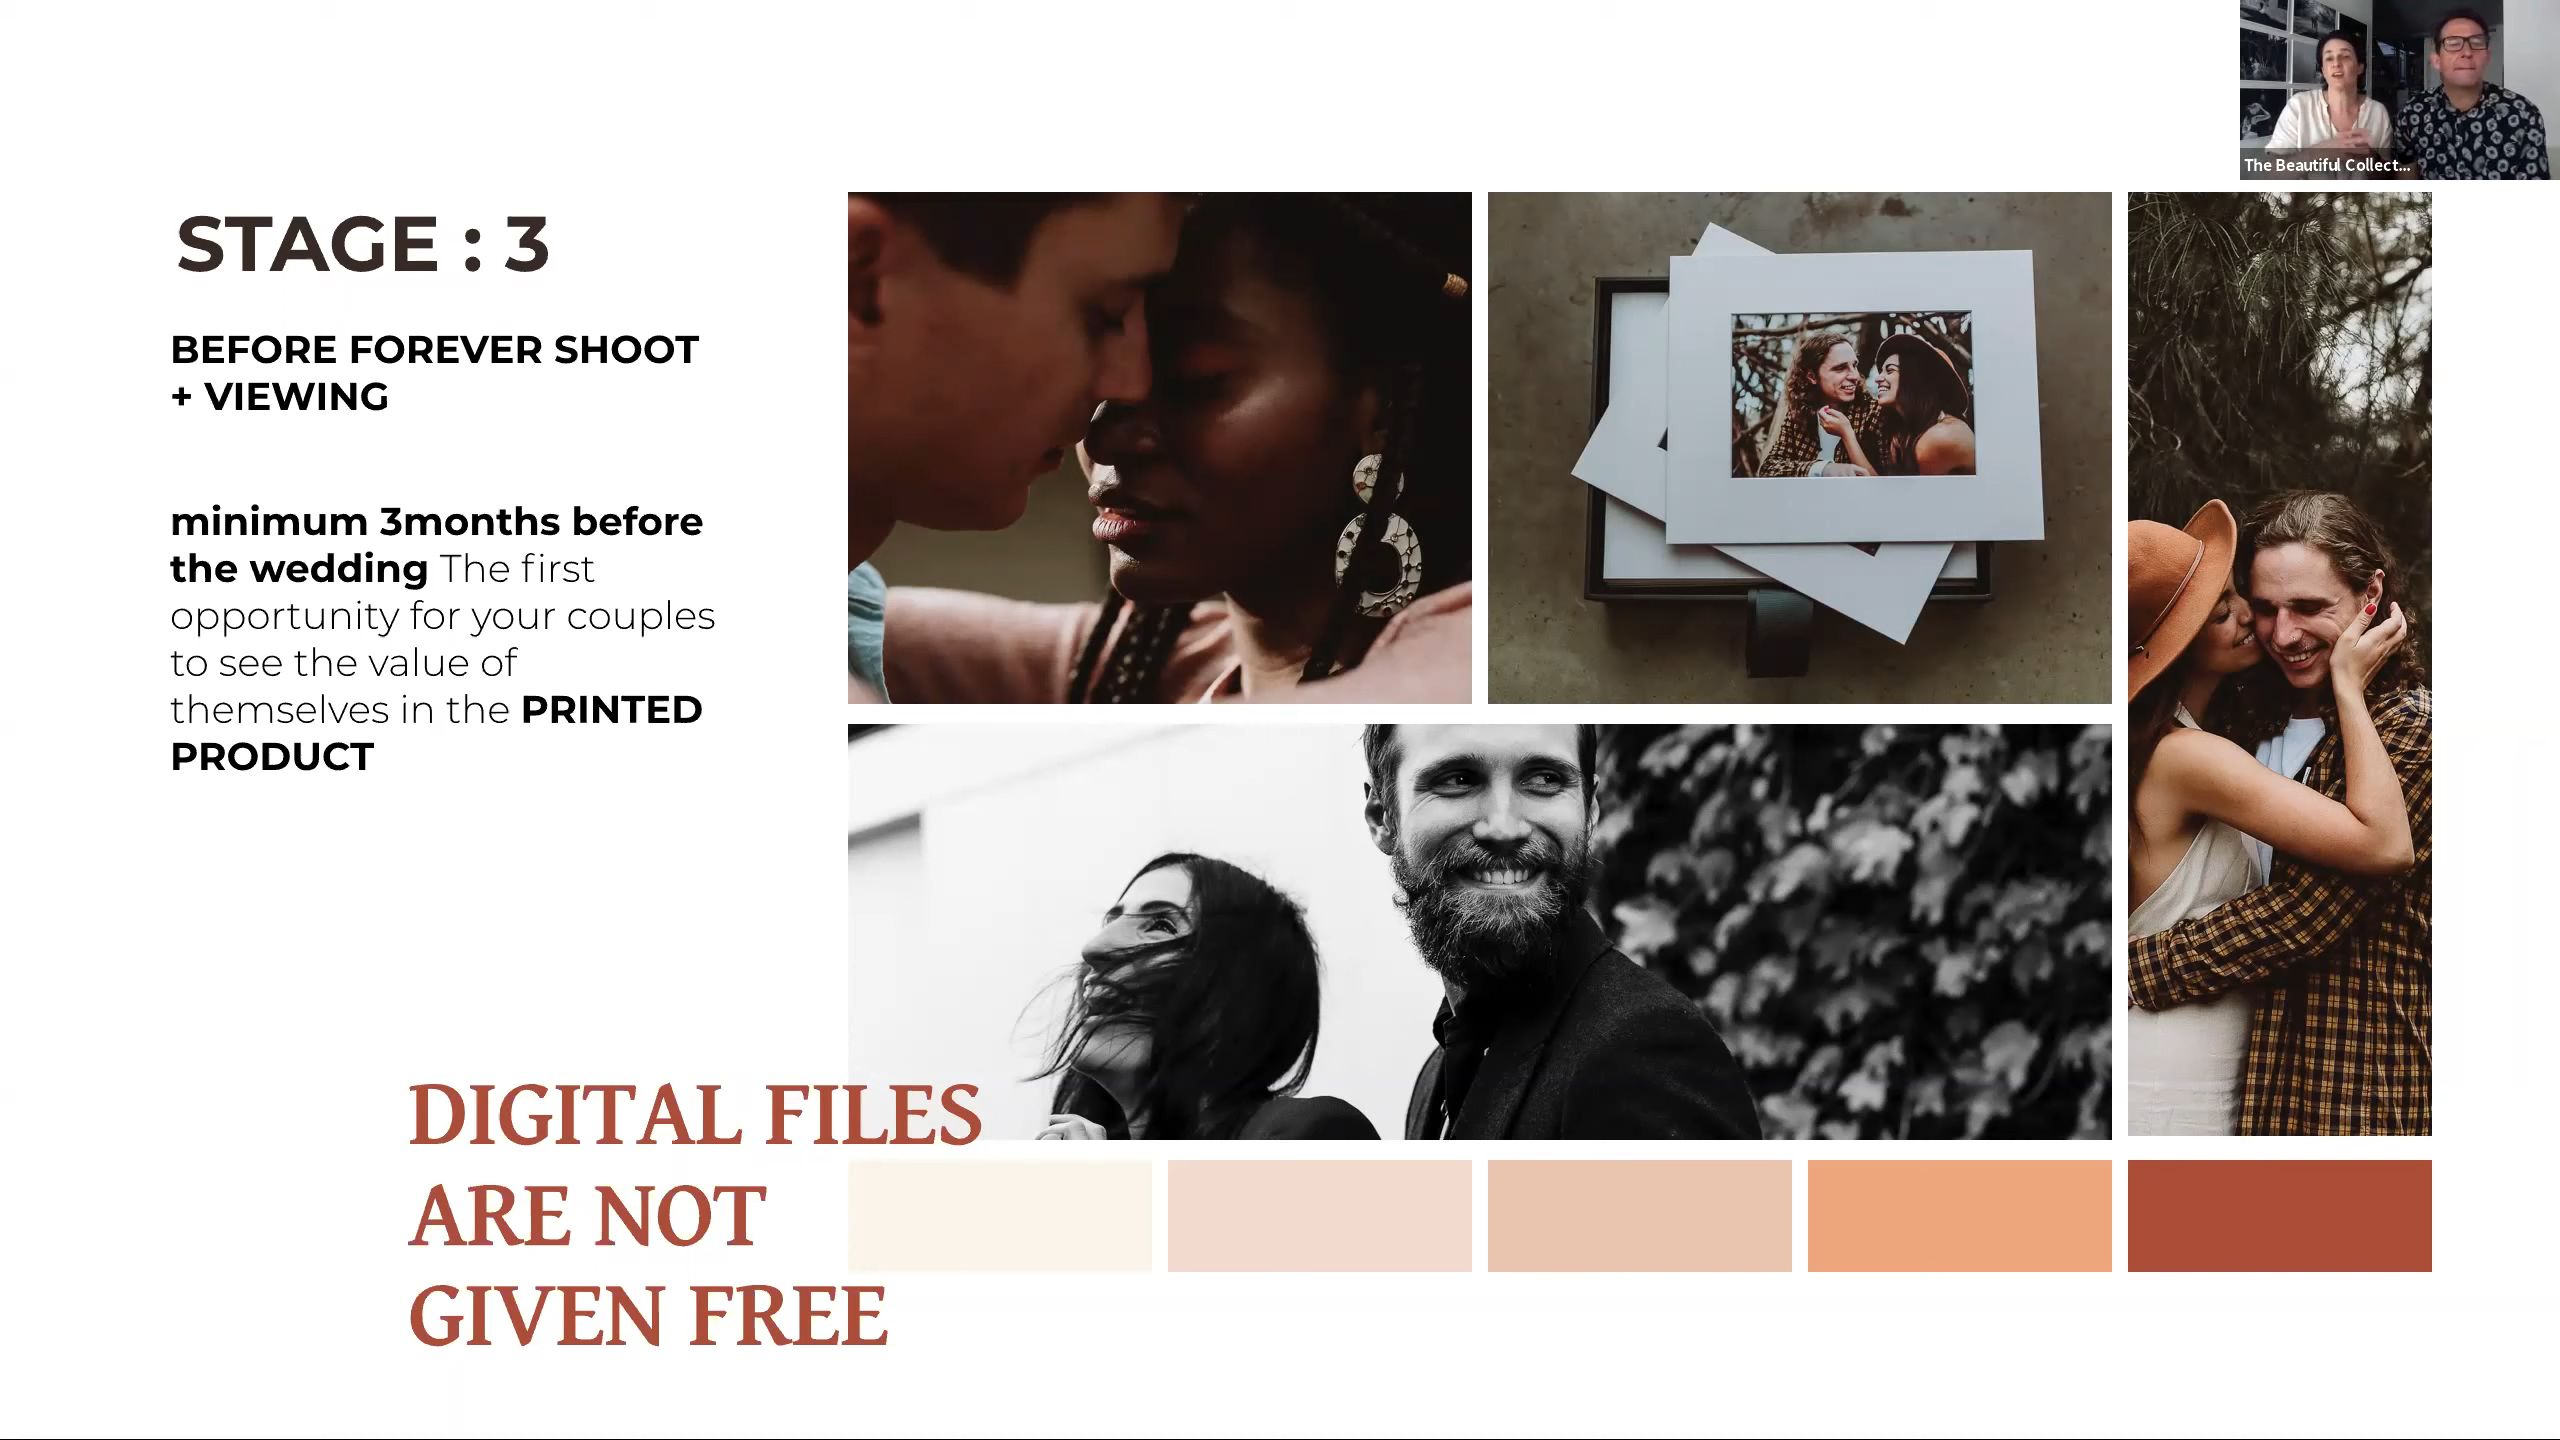 The Beautiful Collect...
STAGE : 3
BEFORE FOREVER SHOOT
+ VIEWING
minimum 3months before
the wedding The first
opportunity for your couples
to see the value of
themselves in the PRINTED
PRODUCT
DIGITAL FILES
ARE NOT
GIVEN FREE